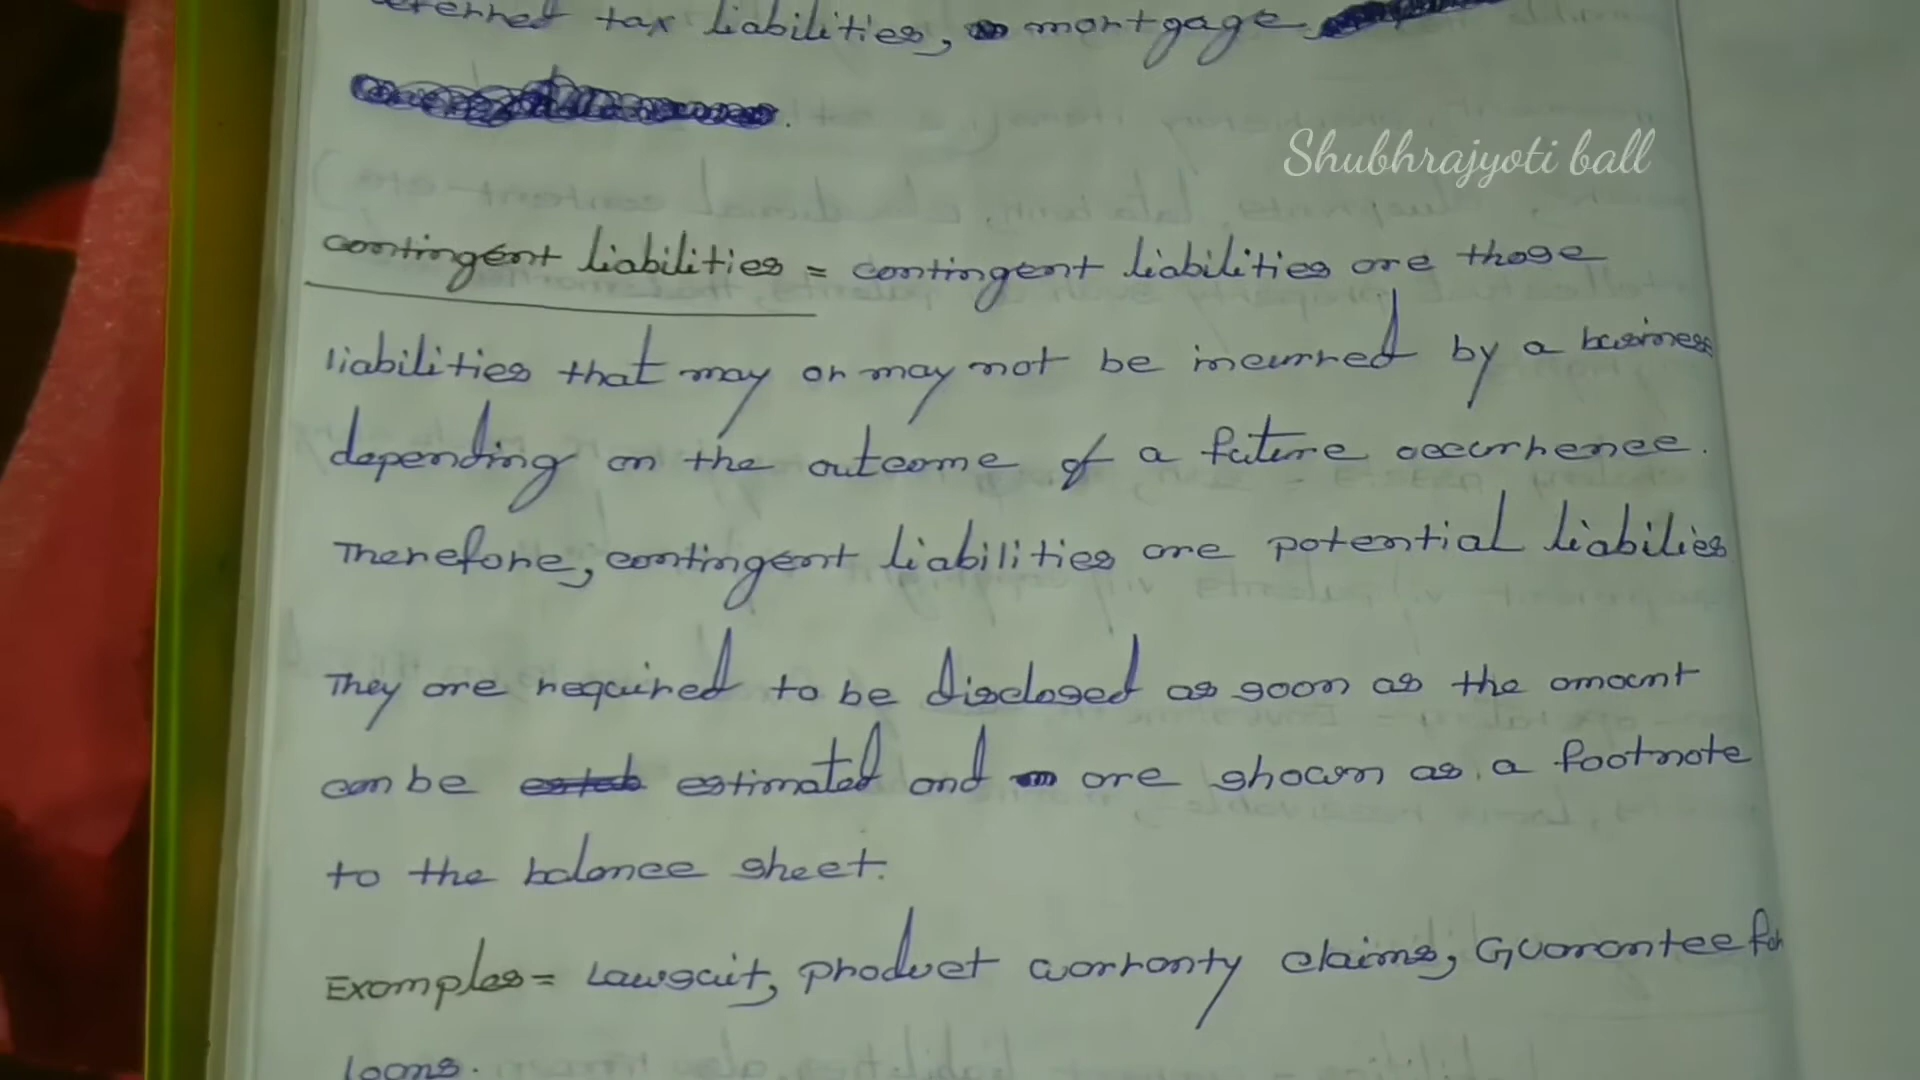 deferred tax liabilities, mortgage
Shubhrajyoti ball
contingent liabilities = contingent liabilities are those
liabilities that may or may not be incurred by a business
depending on the outcome of a future occurrence.
Therefore, contingent liabilities are potential liabilies
They are required to be disclosed as soon as the amount
can be estimated and are shown as a footnote
to the balance sheet.
Examples = Lawsuit, product warranty claims, Guarantee for
loans.